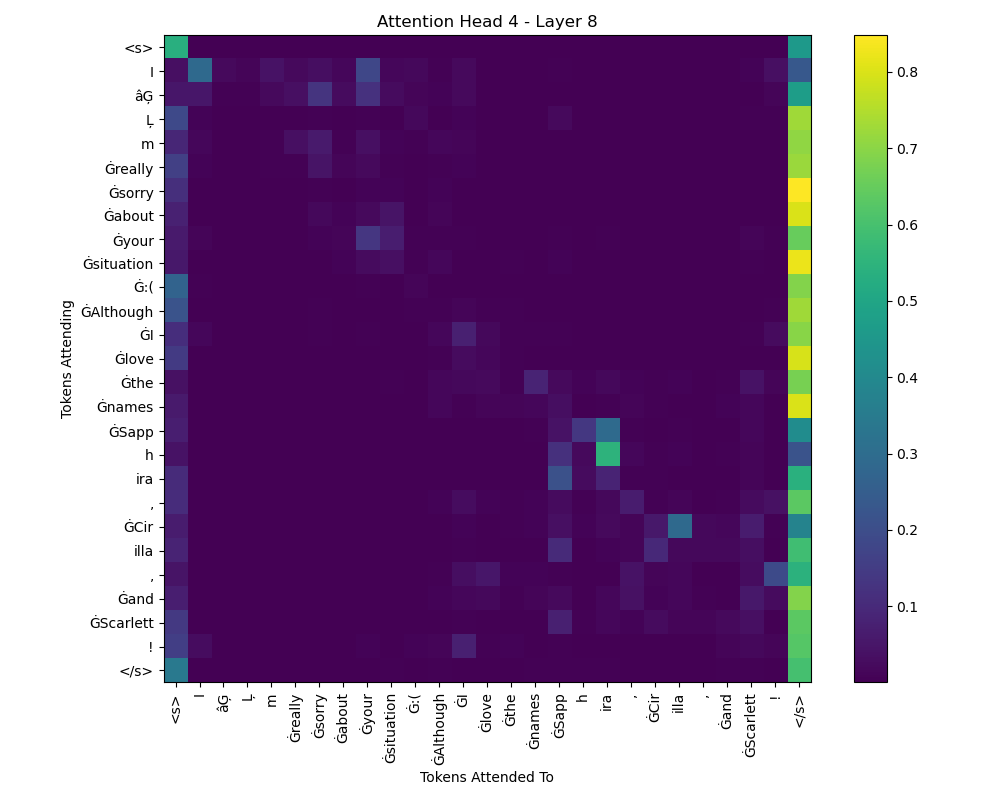 Attention Head 4 - Layer 8
Tokens Attending
<s>
I
âĢ
Ļ
m
Ġreally
Ġsorry
Ġabout
Ġyour
Ġsituation
Ġ:(
ĠAlthough
ĠI
Ġlove
Ġthe
Ġnames
ĠSapp
h
ira
,
ĠCir
illa
,
Ġand
ĠScarlett
!
</s>
<s>
I
âĢ
Ļ
m
Ġreally
Ġsorry
Ġabout
Ġyour
Ġsituation
Ġ:(
ĠAlthough
ĠI
Ġlove
Ġthe
Ġnames
ĠSapp
h
ira
,
ĠCir
illa
,
Ġand
ĠScarlett
!
</s>
Tokens Attended To
0.8
0.7
0.6
0.5
0.4
0.3
0.2
0.1